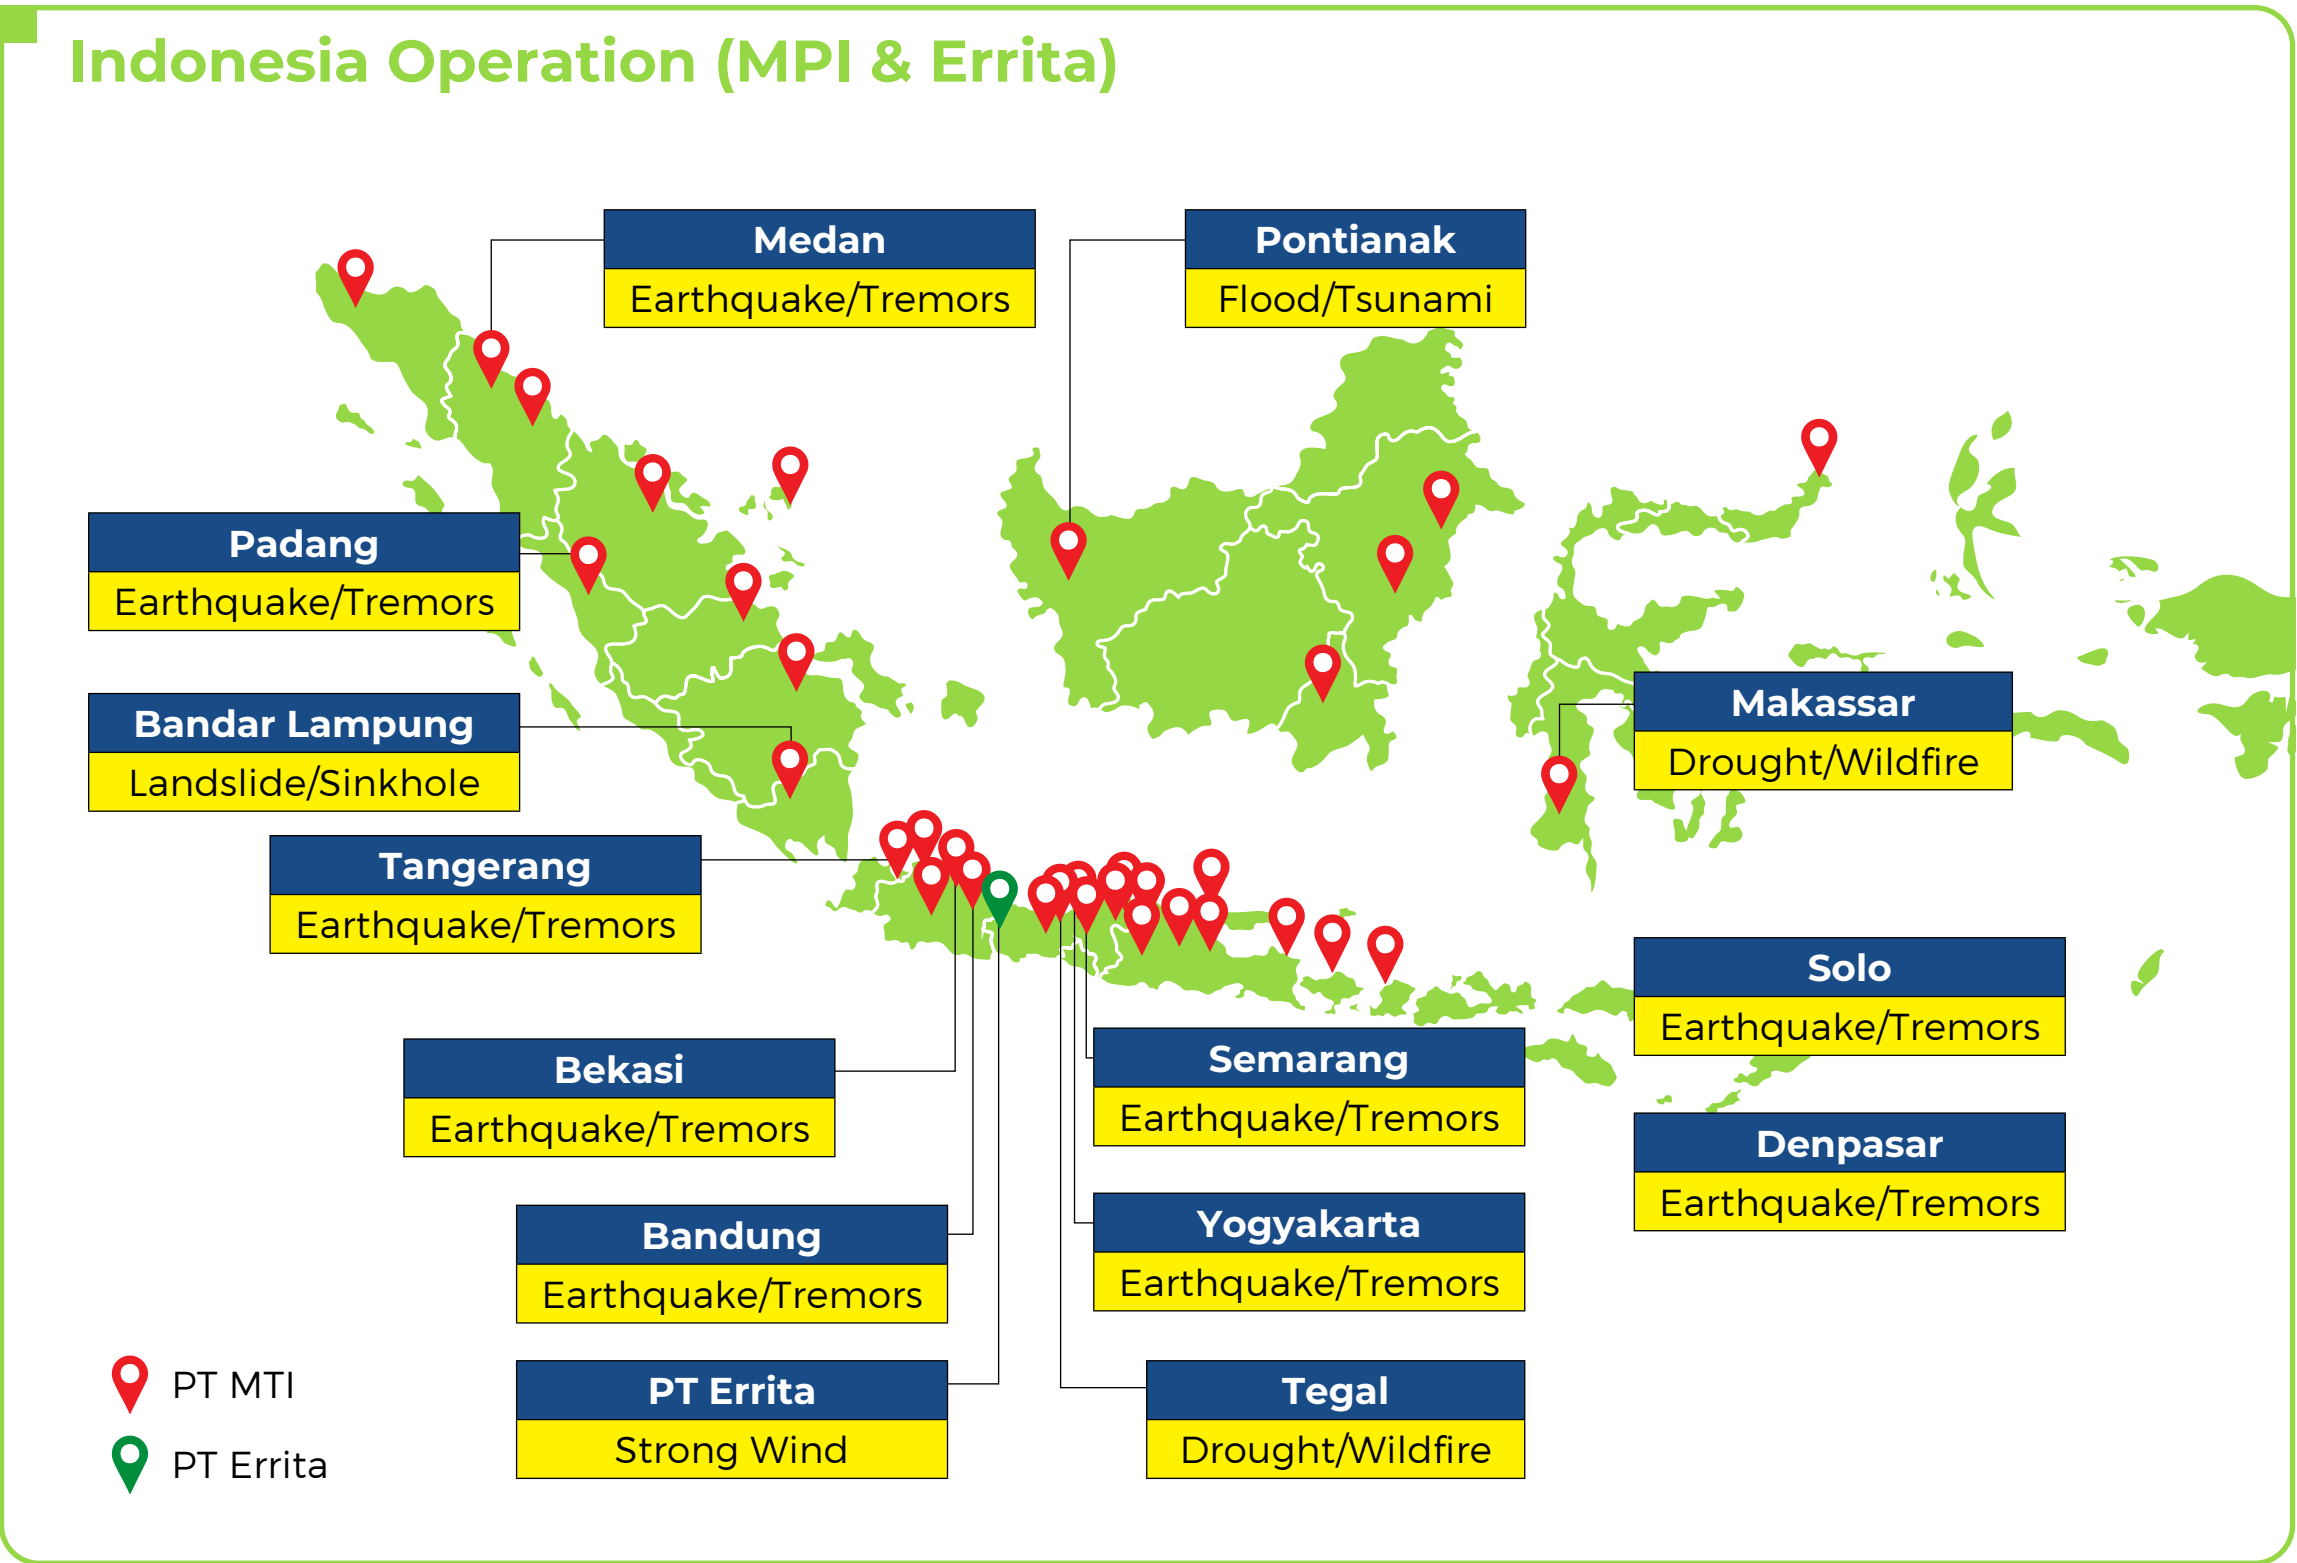 Indonesia Operation (MPI & Errita)
Medan
Earthquake/Tremors
Pontianak
Flood/Tsunami
Padang
Earthquake/Tremors
Bandar Lampung
Landslide/Sinkhole
Makassar
Drought/Wildfire
Tangerang
Earthquake/Tremors
Solo
Earthquake/Tremors
Bekasi
Earthquake/Tremors
Semarang
Earthquake/Tremors
Denpasar
Earthquake/Tremors
Bandung
Earthquake/Tremors
Yogyakarta
Earthquake/Tremors
PT Errita
Strong Wind
Tegal
Drought/Wildfire
PT MTI
PT Errita